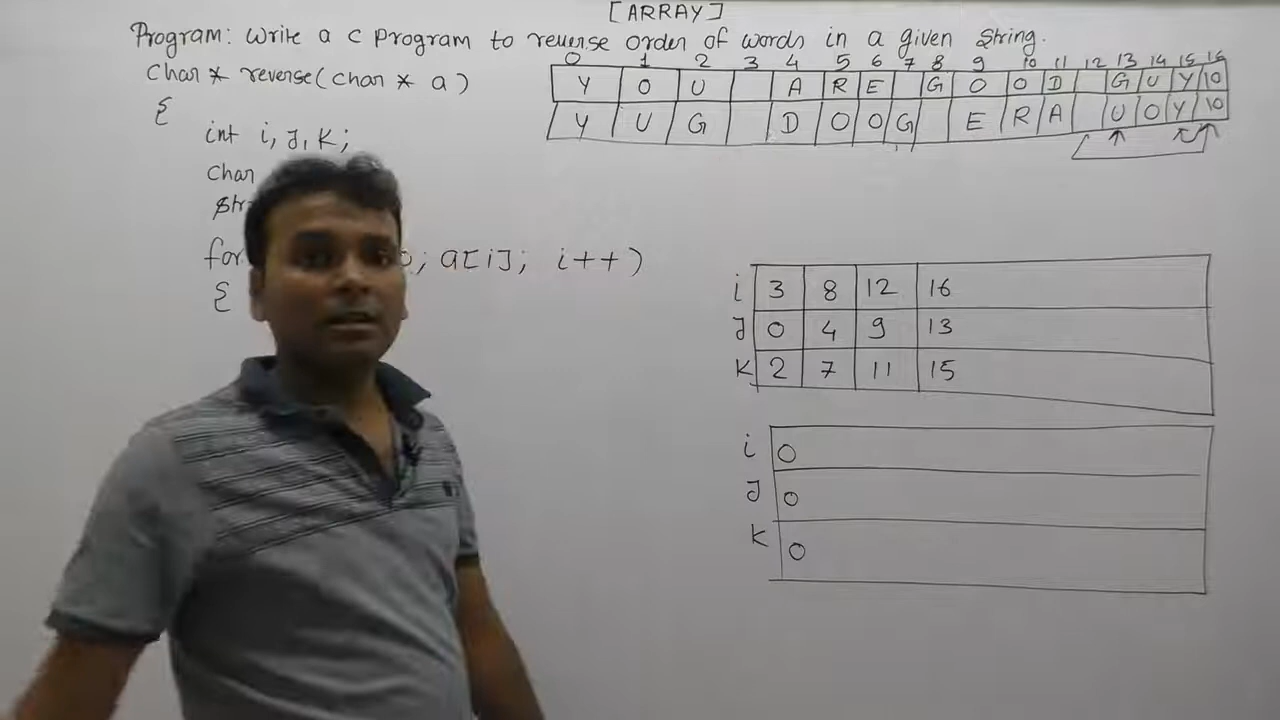 [ARRAY]
Program: Write a c program to reverse order of words in a given string.
Char * reverse(char * a)
{
int i, J, K;
char
for ; a[i]; i++)
{
0 1 2 3 4 5 6 7 8 9 10 11 12 13 14 15 16
Y O U A R E G O O D G U Y \0
Y U G D O O G E R A U O Y \0
i 3 8 12 16
J 0 4 9 13
K 2 7 11 15
i 0
J 0
K 0